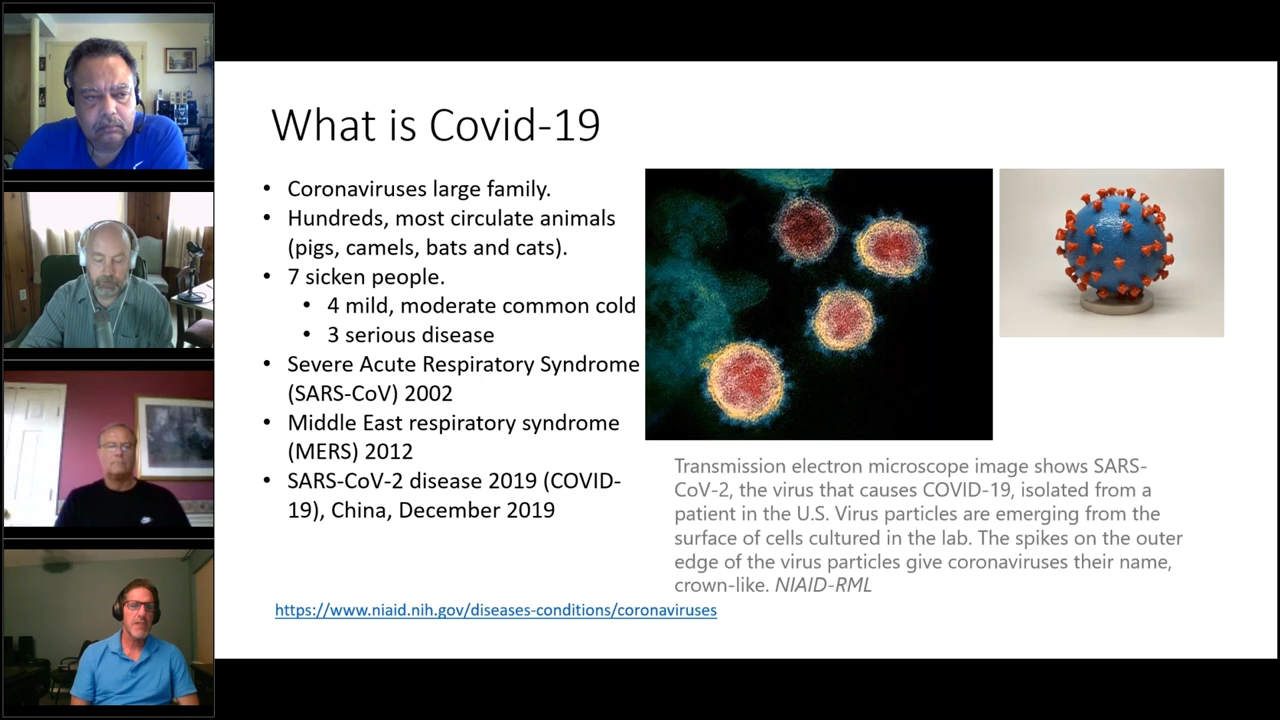 What is Covid-19
• Coronaviruses large family.
• Hundreds, most circulate animals
(pigs, camels, bats and cats).
• 7 sicken people.
• 4 mild, moderate common cold
• 3 serious disease
• Severe Acute Respiratory Syndrome
(SARS-CoV) 2002
• Middle East respiratory syndrome
(MERS) 2012
• SARS-CoV-2 disease 2019 (COVID-
19), China, December 2019
Transmission electron microscope image shows SARS-
CoV-2, the virus that causes COVID-19, isolated from a
patient in the U.S. Virus particles are emerging from the
surface of cells cultured in the lab. The spikes on the outer
edge of the virus particles give coronaviruses their name,
crown-like. NIAID-RML
https://www.niaid.nih.gov/diseases-conditions/coronaviruses